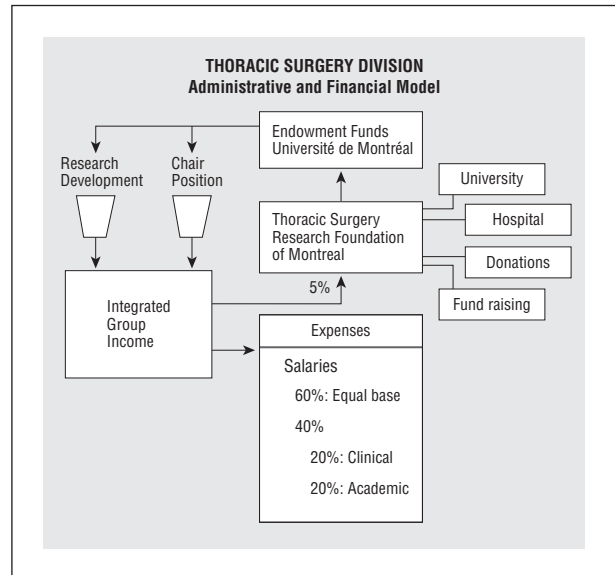 THORACIC SURGERY DIVISION
Administrative and Financial Model
Endowment Funds
Université de Montréal
Research
Development
Chair
Position
University
Thoracic Surgery
Research Foundation
of Montreal
Hospital
Donations
Fund raising
5%
Integrated
Group
Income
Expenses
Salaries
60%: Equal base
40%
20%: Clinical
20%: Academic